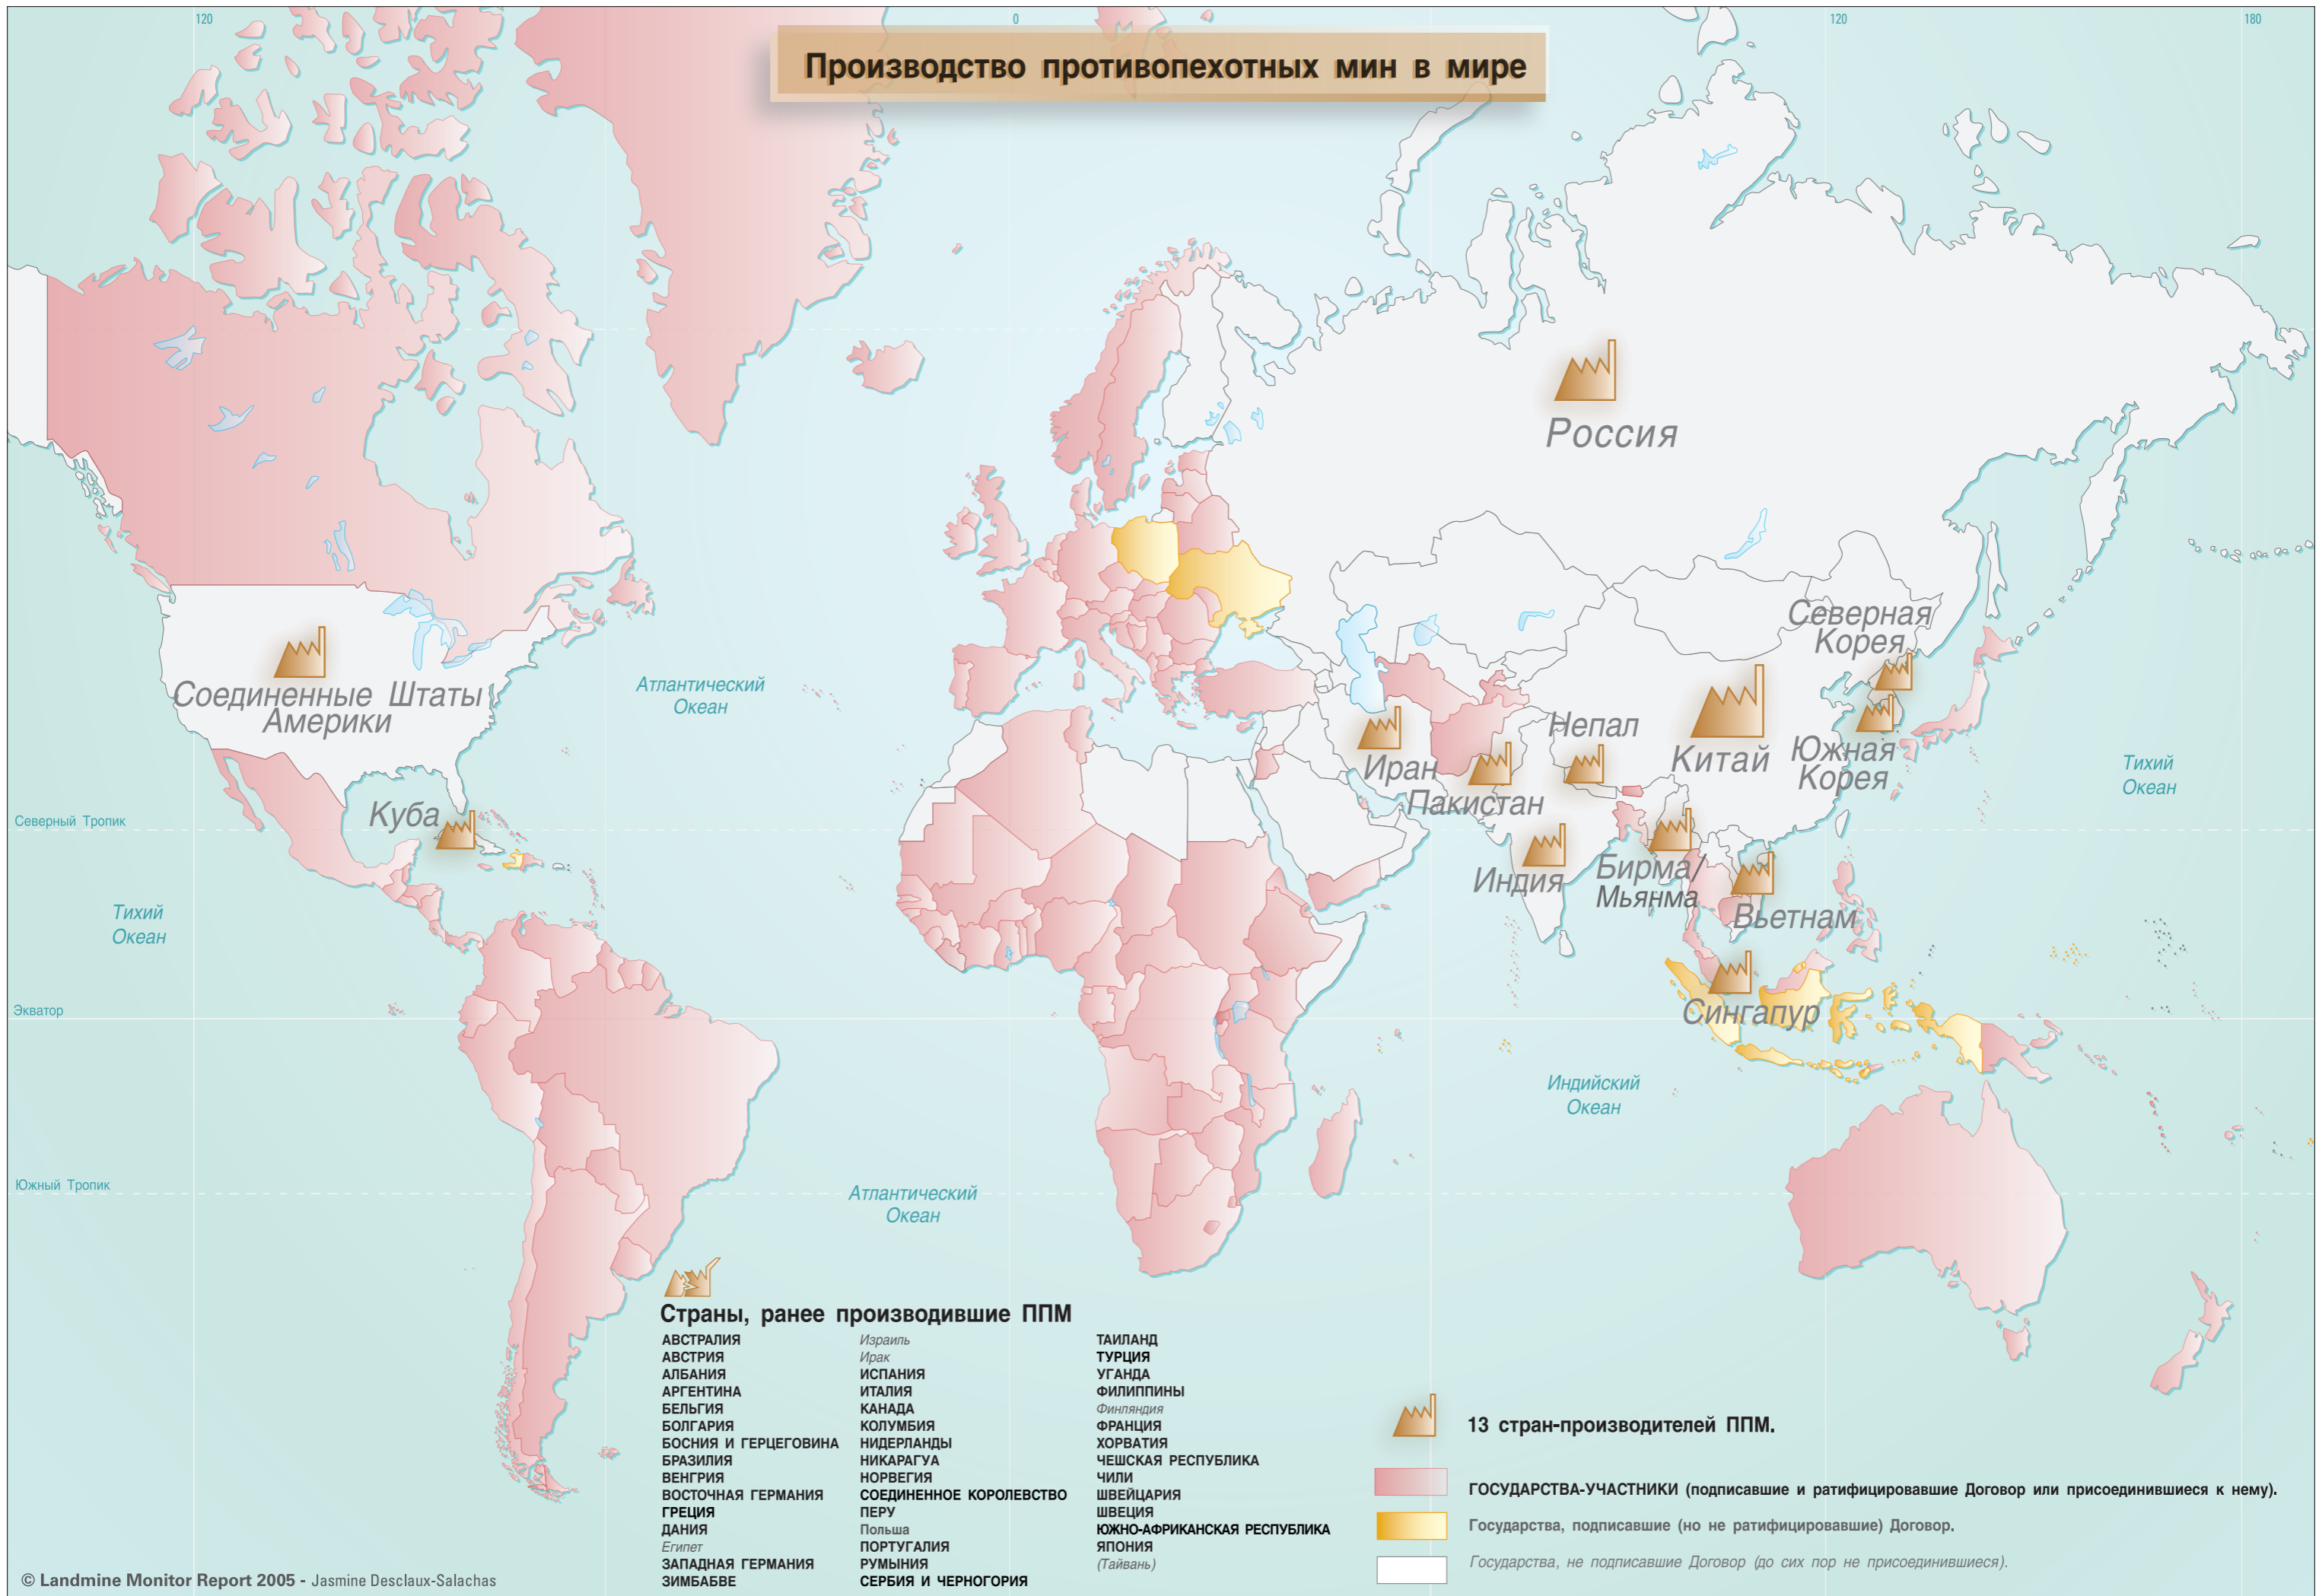 120
0
120
180
Производство противопехотных мин в мире
Россия
Северная
Корея
Соединенные Штаты
Америки
Атлантический
Океан
Непал
Китай
Южная
Корея
Иран
Пакистан
Тихий
Океан
Куба
Северный Тропик
Индия
Бирма/
Мьянма
Вьетнам
Тихий
Океан
Экватор
Сингапур
Индийский
Океан
Южный Тропик
Атлантический
Океан
Страны, ранее производившие ППМ
АВСТРАЛИЯ
АВСТРИЯ
АЛБАНИЯ
АРГЕНТИНА
БЕЛЬГИЯ
БОЛГАРИЯ
БОСНИЯ И ГЕРЦЕГОВИНА
БРАЗИЛИЯ
ВЕНГРИЯ
ВОСТОЧНАЯ ГЕРМАНИЯ
ГРЕЦИЯ
ДАНИЯ
Египет
ЗАПАДНАЯ ГЕРМАНИЯ
ЗИМБАБВЕ
Израиль
Ирак
ИСПАНИЯ
ИТАЛИЯ
КАНАДА
КОЛУМБИЯ
НИДЕРЛАНДЫ
НИКАРАГУА
НОРВЕГИЯ
СОЕДИНЕННОЕ КОРОЛЕВСТВО
ПЕРУ
Польша
ПОРТУГАЛИЯ
РУМЫНИЯ
СЕРБИЯ И ЧЕРНОГОРИЯ
ТАИЛАНД
ТУРЦИЯ
УГАНДА
ФИЛИППИНЫ
Финляндия
ФРАНЦИЯ
ХОРВАТИЯ
ЧЕШСКАЯ РЕСПУБЛИКА
ЧИЛИ
ШВЕЙЦАРИЯ
ШВЕЦИЯ
ЮЖНО-АФРИКАНСКАЯ РЕСПУБЛИКА
ЯПОНИЯ
(Тайвань)
13 стран-производителей ППМ.
ГОСУДАРСТВА-УЧАСТНИКИ (подписавшие и ратифицировавшие Договор или присоединившиеся к нему).
Государства, подписавшие (но не ратифицировавшие) Договор.
Государства, не подписавшие Договор (до сих пор не присоединившиеся).
© Landmine Monitor Report 2005 - Jasmine Desclaux-Salachas